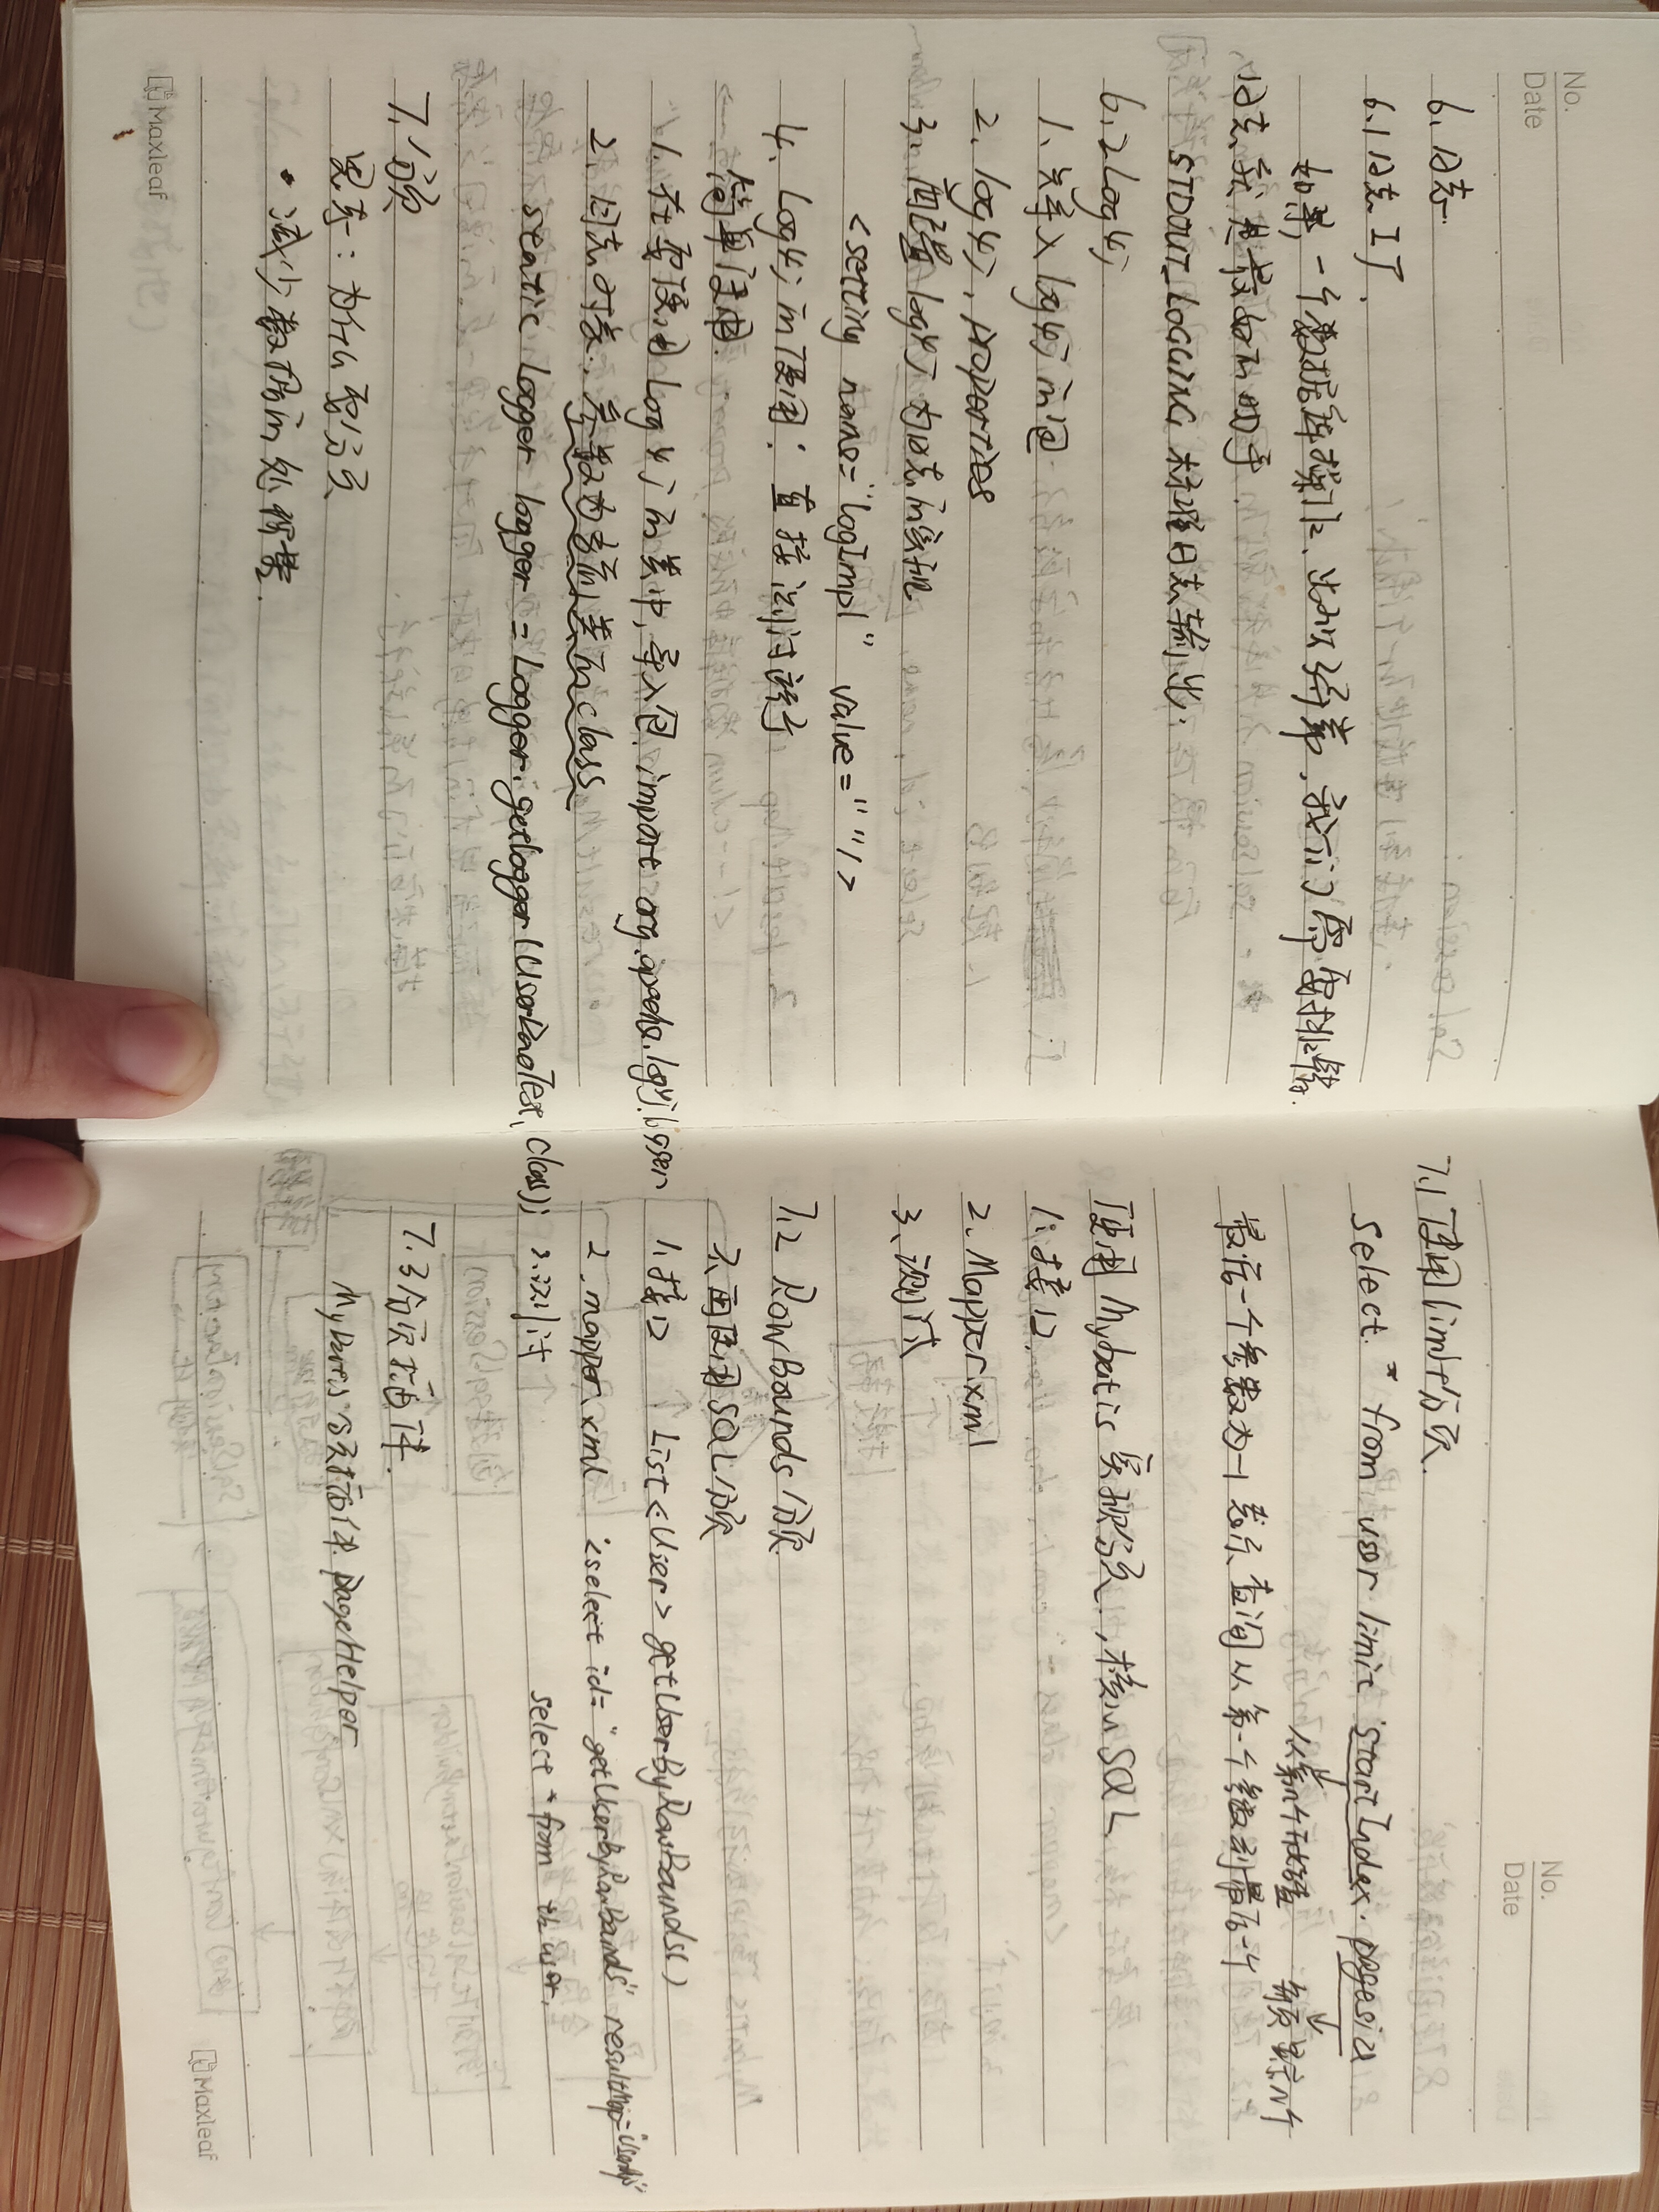 No.
Date
6、日志
6.1 日志工厂
如果,一个数据库操作,出现了异常,我们需要排错.
日志就是最好的助手.
STDOUT_LOGGING 标准日志输出.
6.2 Log4j
1. 先导入 log4j的包
2. log4j.properties
3. 配置log4j为日志的实现
<setting name="logImpl" value=""/>
4. Log4j的使用:直接测试运行
简单使用.
1. 在要使用Log4j的类中,导入包 import org.apache.log4j.logger
2. 日志对象,参数为当前类的class
static Logger logger = Logger.getLogger(UserDaoTest.class);
7、分页
思考:为什么要分页
• 减少数据的处理量.
Maxleaf
No.
Date
7.1 使用limit分页.
select * from user limit startIndex, pagesize
从第n个开始查 每页显示n个
最后一个参数为-1 表示查询从第一个参数到最后一个
使用Mybatis实现分页,核心SQL
1. 接口
2. Mapper.xml
3. 测试
7.2 RowBounds分页
不再使用SQL分页
1. 接口 List<User> getUserByRowBounds()
2. mapper.xml <select id="getUserByRowBounds" resultMap="UserMap"
3. 测试 select * from user.
7.3 分页插件.
MyBatis分页插件 pageHelper
Maxleaf